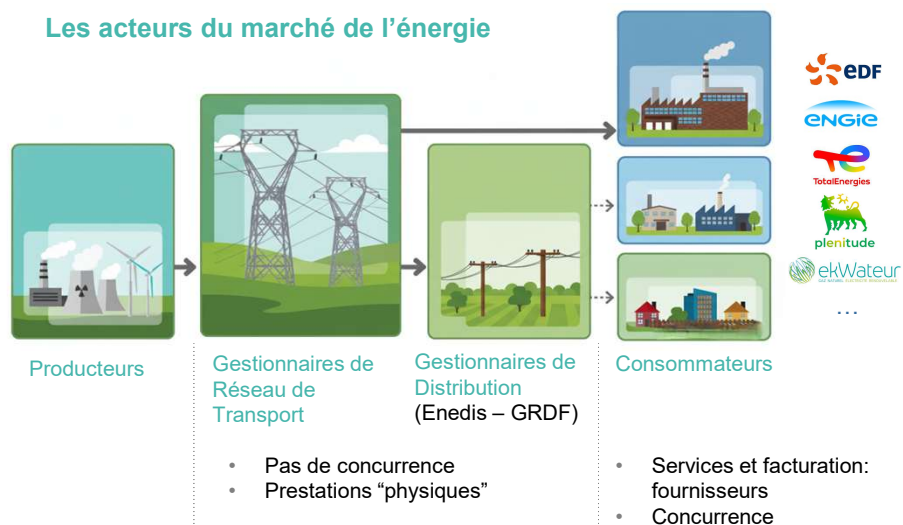 Les acteurs du marché de l’énergie
eDF
ENGiE
TotalEnergies
plenitude
ekWateur
...
Producteurs
Gestionnaires de
Réseau de
Transport
Gestionnaires de
Distribution
(Enedis – GRDF)
Consommateurs
• Pas de concurrence
• Prestations “physiques”
• Services et facturation:
fournisseurs
• Concurrence